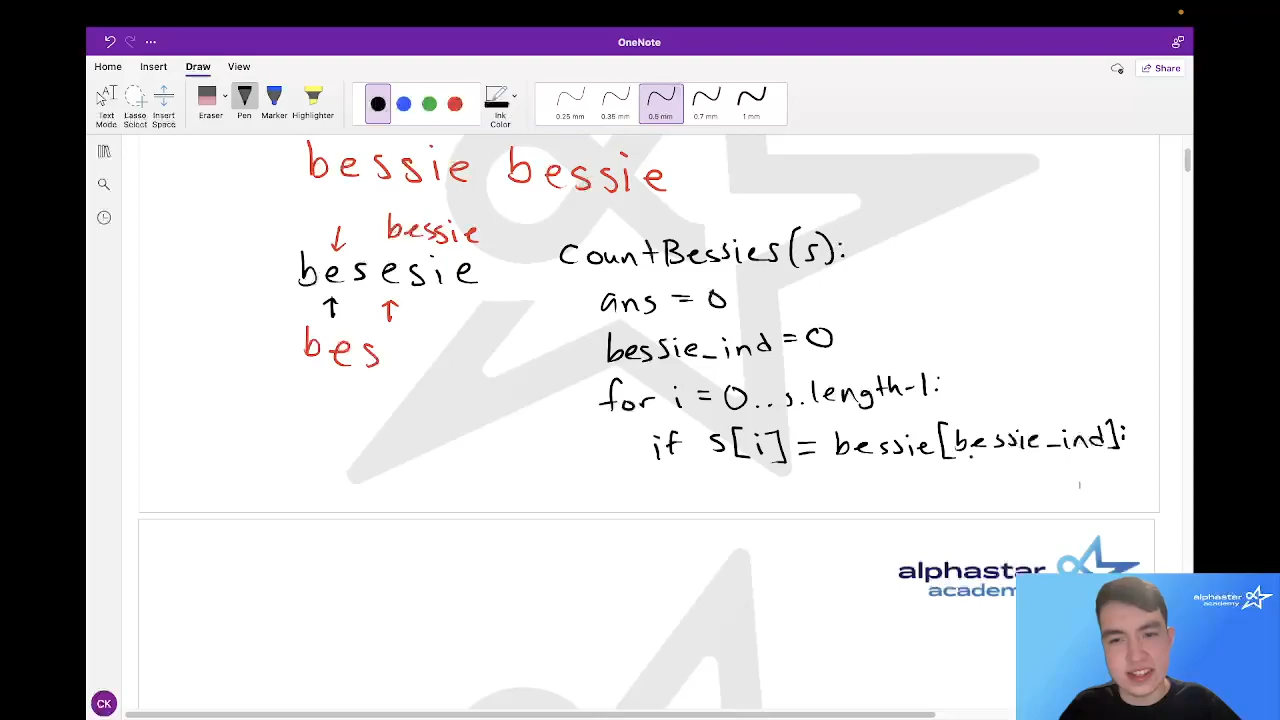 OneNote
Home Insert Draw View
Share
Text Mode
Lasso Select
Insert Space
Eraser
Pen
Marker
Highlighter
Ink Color
0.25 mm
0.35 mm
0.5 mm
0.7 mm
1 mm
bessie bessie
bessie
besesie
bes
CountBessies(s):
ans = 0
bessie_ind = 0
for i = 0..s.length-1:
if s[i] = bessie[bessie_ind]:
alphastar
academ
alphastar
academy
CK